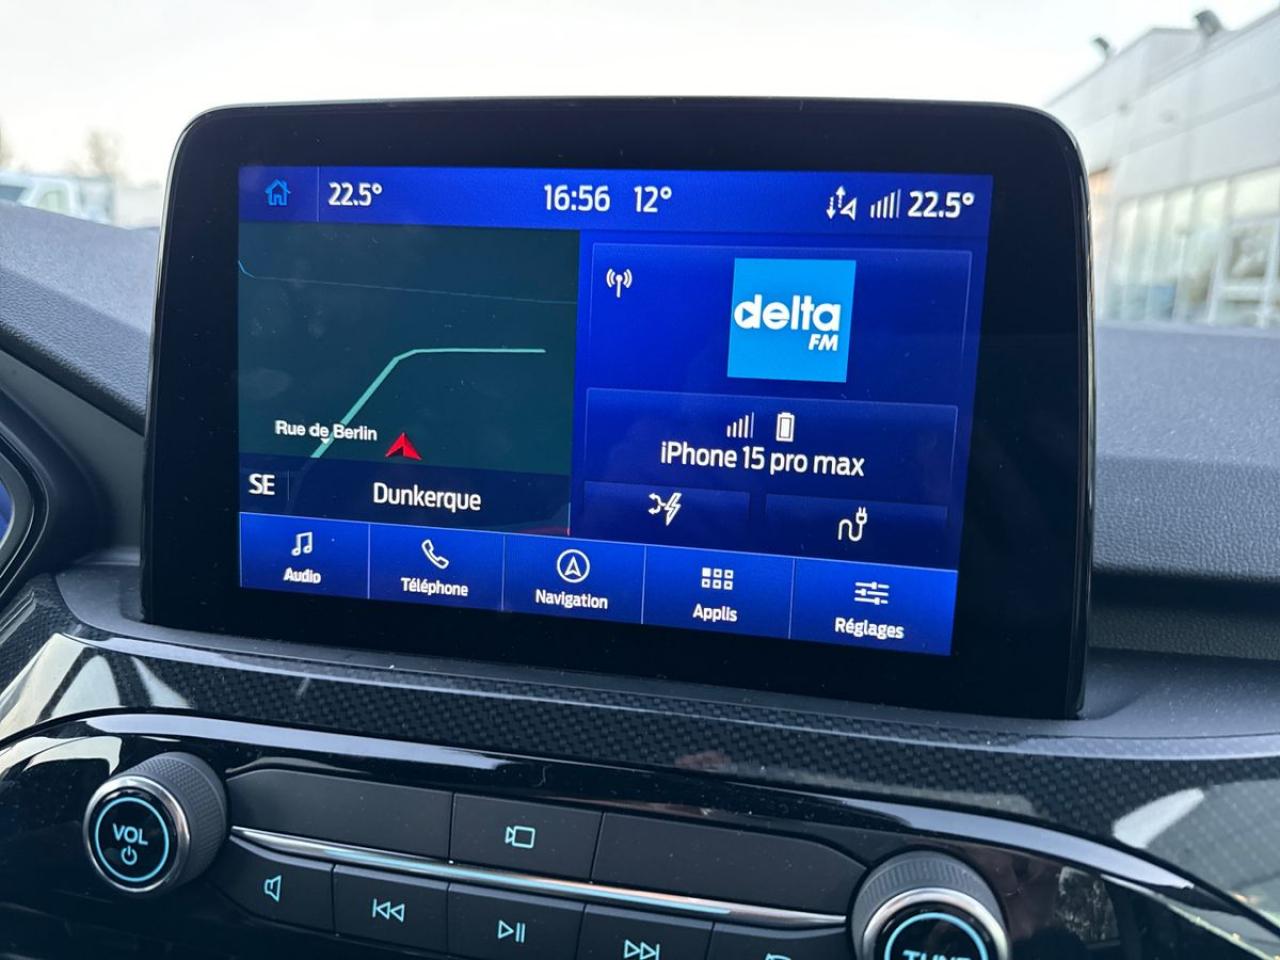 22.5°
16:56
12°
22.5°
delta
FM
Rue de Berlin
iPhone 15 pro max
SE
Dunkerque
Audio
Téléphone
Navigation
Applis
Réglages
VOL
TUNE